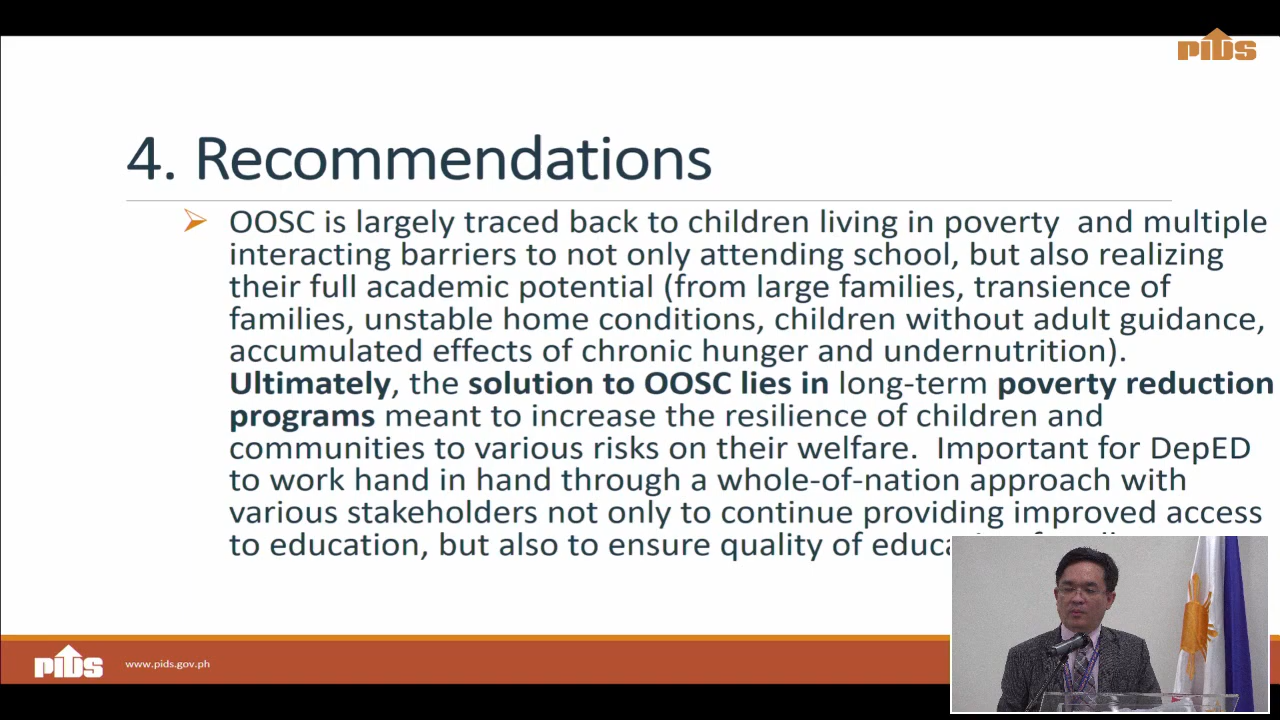 PIDS
4. Recommendations
OOSC is largely traced back to children living in poverty and multiple
interacting barriers to not only attending school, but also realizing
their full academic potential (from large families, transience of
families, unstable home conditions, children without adult guidance,
accumulated effects of chronic hunger and undernutrition).
Ultimately, the solution to OOSC lies in long-term poverty reduction
programs meant to increase the resilience of children and
communities to various risks on their welfare. Important for DepED
to work hand in hand through a whole-of-nation approach with
various stakeholders not only to continue providing improved access
to education, but also to ensure quality of
PIDS
www.pids.gov.ph